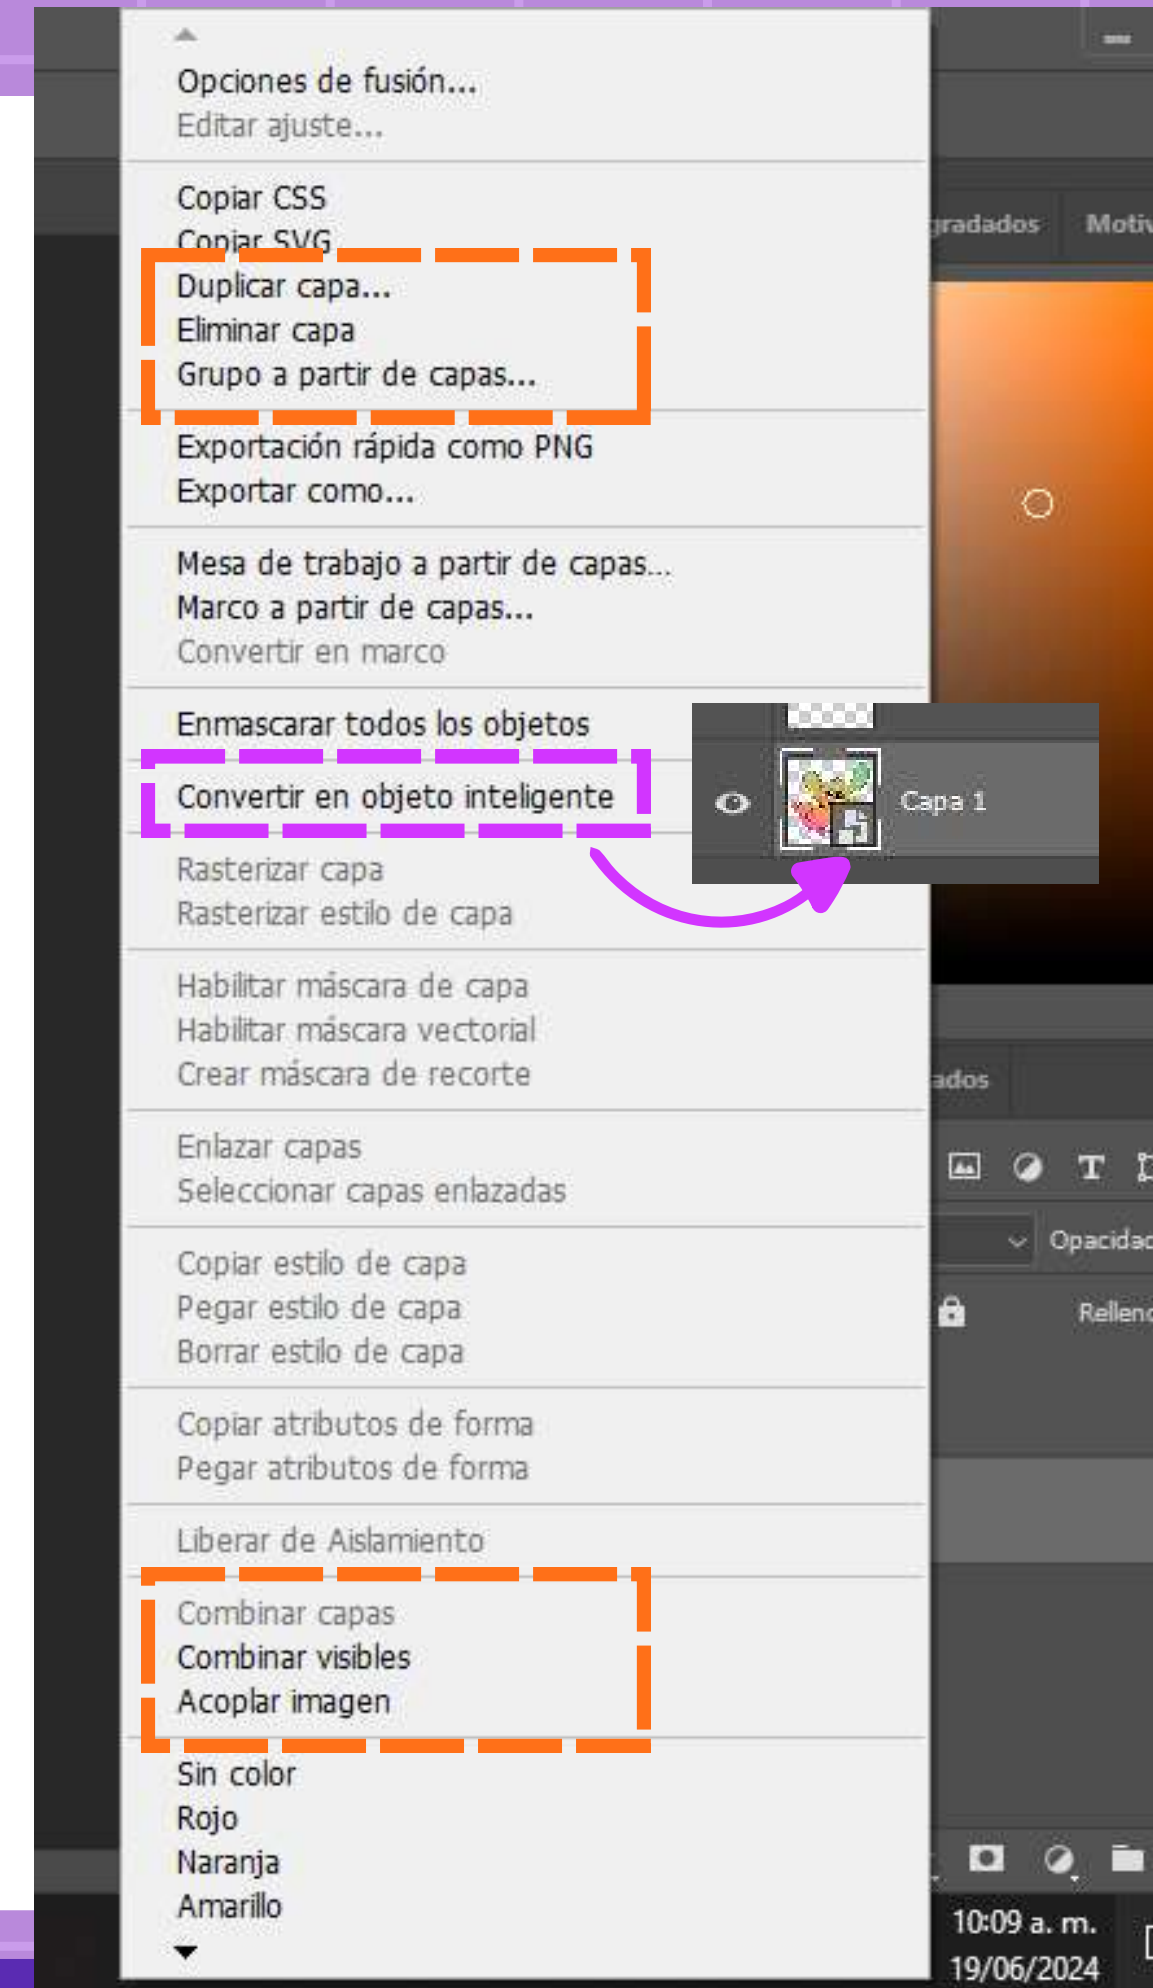 Opciones de fusión...
Editar ajuste...
Copiar CSS
Copiar SVG
gradados Motiv
Duplicar capa...
Eliminar capa
Grupo a partir de capas...
Exportación rápida como PNG
Exportar como...
Mesa de trabajo a partir de capas...
Marco a partir de capas...
Convertir en marco
Enmascarar todos los objetos
Convertir en objeto inteligente
Capa 1
Rasterizar capa
Rasterizar estilo de capa
Habilitar máscara de capa
Habilitar máscara vectorial
Crear máscara de recorte
ados
Enlazar capas
Seleccionar capas enlazadas
T
Copiar estilo de capa
Opacidad
Pegar estilo de capa
Relleno
Borrar estilo de capa
Copiar atributos de forma
Pegar atributos de forma
Liberar de Aislamiento
Combinar capas
Combinar visibles
Acoplar imagen
Sin color
Rojo
Naranja
Amarillo
10:09 a. m.
19/06/2024